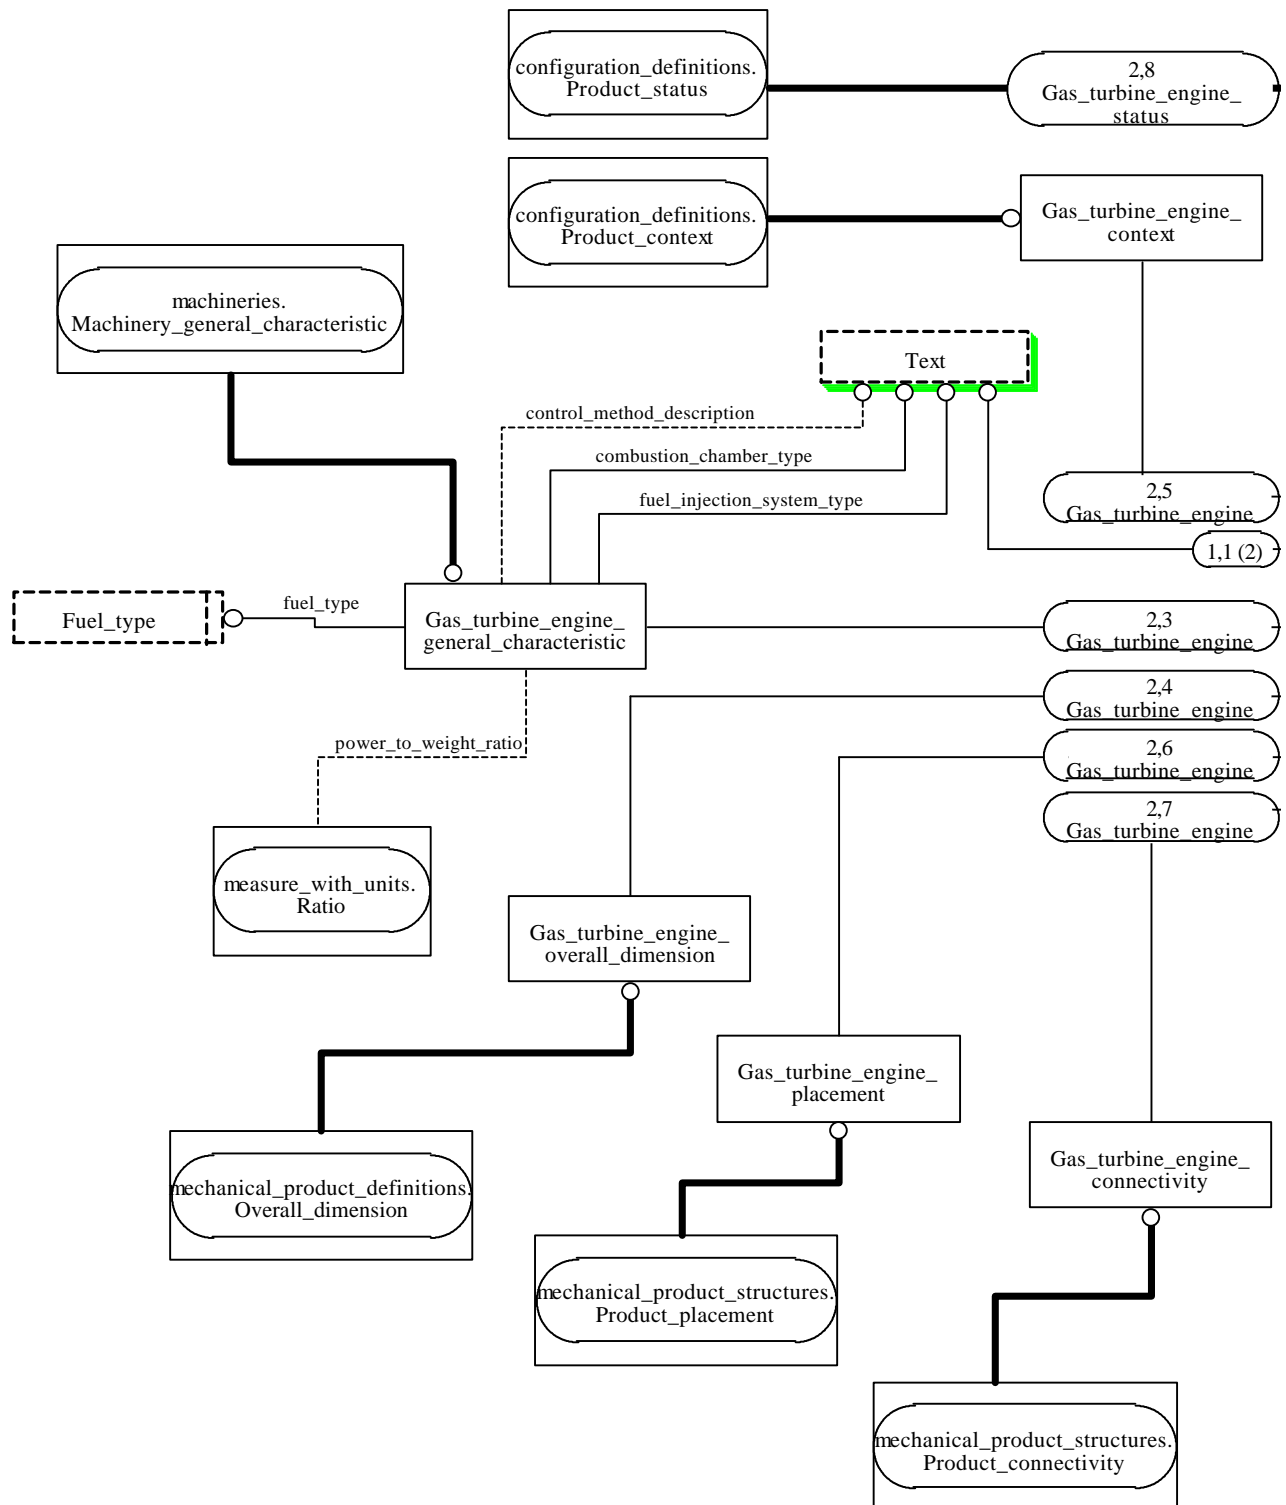 configuration_definitions.
Product_status
2,8
Gas_turbine_engine_
status
configuration_definitions.
Product_context
Gas_turbine_engine_
context
machineries.
Machinery_general_characteristic
Text
control_method_description
combustion_chamber_type
fuel_injection_system_type
2,5
Gas_turbine_engine
1,1 (2)
Fuel_type
fuel_type
Gas_turbine_engine_
general_characteristic
2,3
Gas_turbine_engine
2,4
Gas_turbine_engine
power_to_weight_ratio
2,6
Gas_turbine_engine
2,7
Gas_turbine_engine
measure_with_units.
Ratio
Gas_turbine_engine_
overall_dimension
Gas_turbine_engine_
placement
mechanical_product_definitions.
Overall_dimension
Gas_turbine_engine_
connectivity
mechanical_product_structures.
Product_placement
mechanical_product_structures.
Product_connectivity